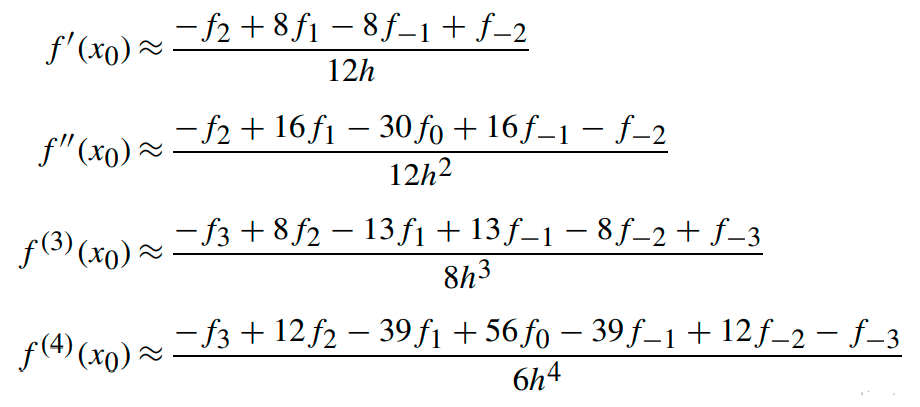 f′(x₀) ≈ (−f₂ + 8f₁ − 8f₋₁ + f₋₂) / 12h
f″(x₀) ≈ (−f₂ + 16f₁ − 30f₀ + 16f₋₁ − f₋₂) / 12h²
f⁽³⁾(x₀) ≈ (−f₃ + 8f₂ − 13f₁ + 13f₋₁ − 8f₋₂ + f₋₃) / 8h³
f⁽⁴⁾(x₀) ≈ (−f₃ + 12f₂ − 39f₁ + 56f₀ − 39f₋₁ + 12f₋₂ − f₋₃) / 6h⁴